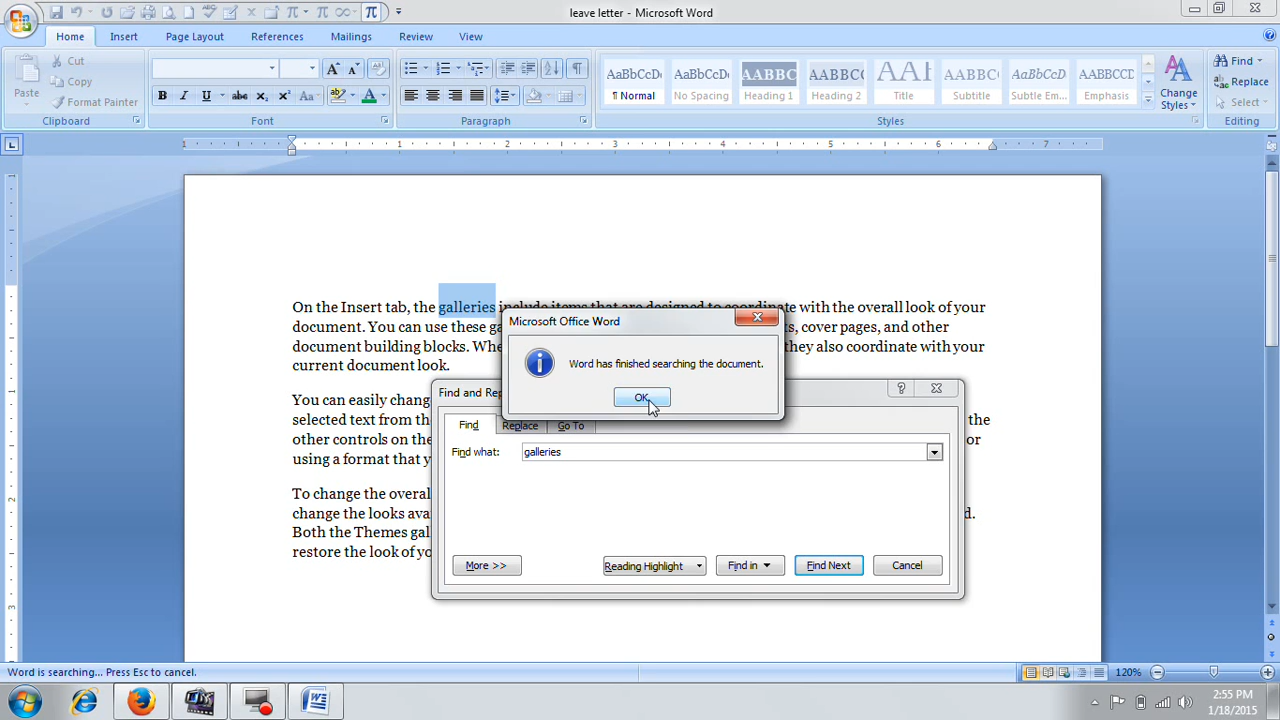 leave letter - Microsoft Word
Home Insert Page Layout References Mailings Review View
Paste
Cut
Copy
Format Painter
Clipboard
Font
Paragraph
AaBbCcDc AaBbCcDc AABBC AABBCC AABBCC AaBbCcDc AABBCC
¶ Normal No Spacing Heading 1 Heading 2 Title Subtitle Subtle Em... Emphasis
Change Styles
Styles
Find
Replace
Select
Editing
On the Insert tab, the galleries include items that are designed to coordinate with the overall look of your
document. You can use these ga s, cover pages, and other
document building blocks. Whe they also coordinate with your
current document look.
You can easily chang
selected text from the the
other controls on the or
using a format that y
To change the overal
change the looks ava d.
Both the Themes gal
restore the look of yo
Microsoft Office Word
Word has finished searching the document.
OK
Find and Rep
Find Replace Go To
Find what: galleries
More >> Reading Highlight Find in Find Next Cancel
Word is searching... Press Esc to cancel.
120%
2:55 PM
1/18/2015